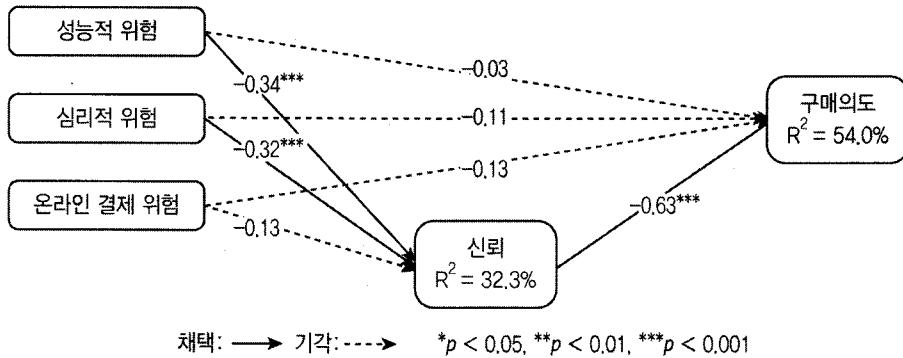 성능적 위험
-0.03
-0.34***
구매의도
R² = 54.0%
심리적 위험
-0.11
-0.32***
-0.13
온라인 결제 위험
-0.63***
-0.13
신뢰
R² = 32.3%
채택: 기각: *p < 0.05, **p < 0.01, ***p < 0.001